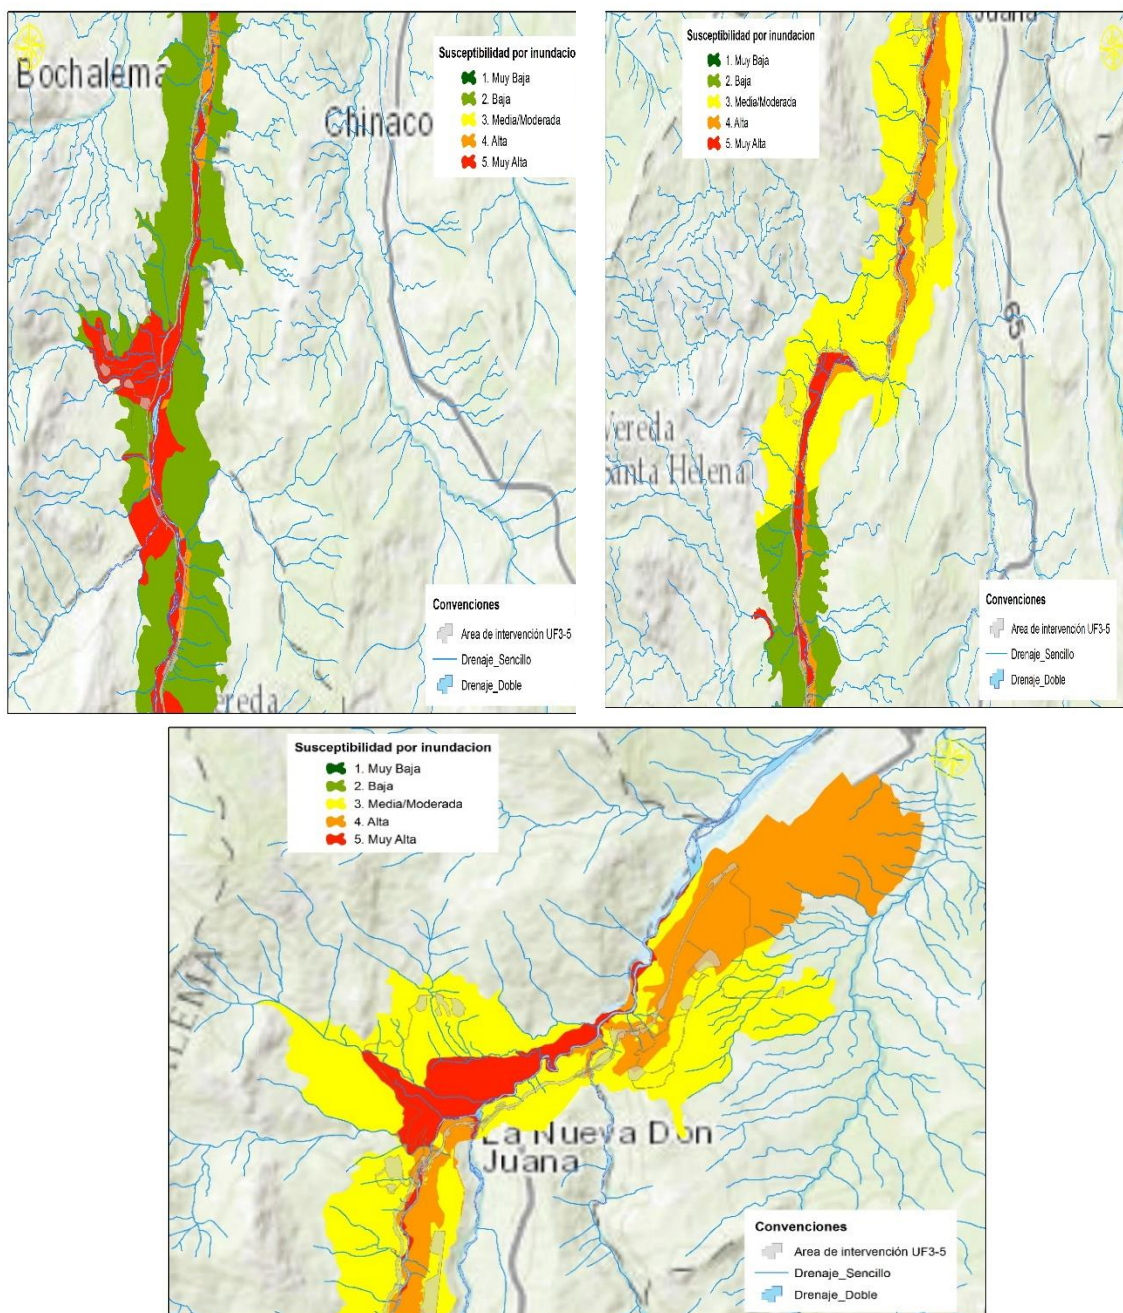 Bochalema
Chinaco
Susceptibilidad por inundacion
1. Muy Baja
2. Baja
3. Media/Moderada
4. Alta
5. Muy Alta
ereda
Convenciones
Area de intervención UF3-5
Drenaje_Sencillo
Drenaje_Doble
Juana
Susceptibilidad por inundacion
1. Muy Baja
2. Baja
3. Media/Moderada
4. Alta
5. Muy Alta
65
vereda
Santa Helena
Convenciones
Area de intervención UF3-5
Drenaje_Sencillo
Drenaje_Doble
Susceptibilidad por inundacion
1. Muy Baja
2. Baja
3. Media/Moderada
4. Alta
5. Muy Alta
LEMA
La Nueva Don
Juana
Convenciones
Area de intervención UF3-5
Drenaje_Sencillo
Drenaje_Doble